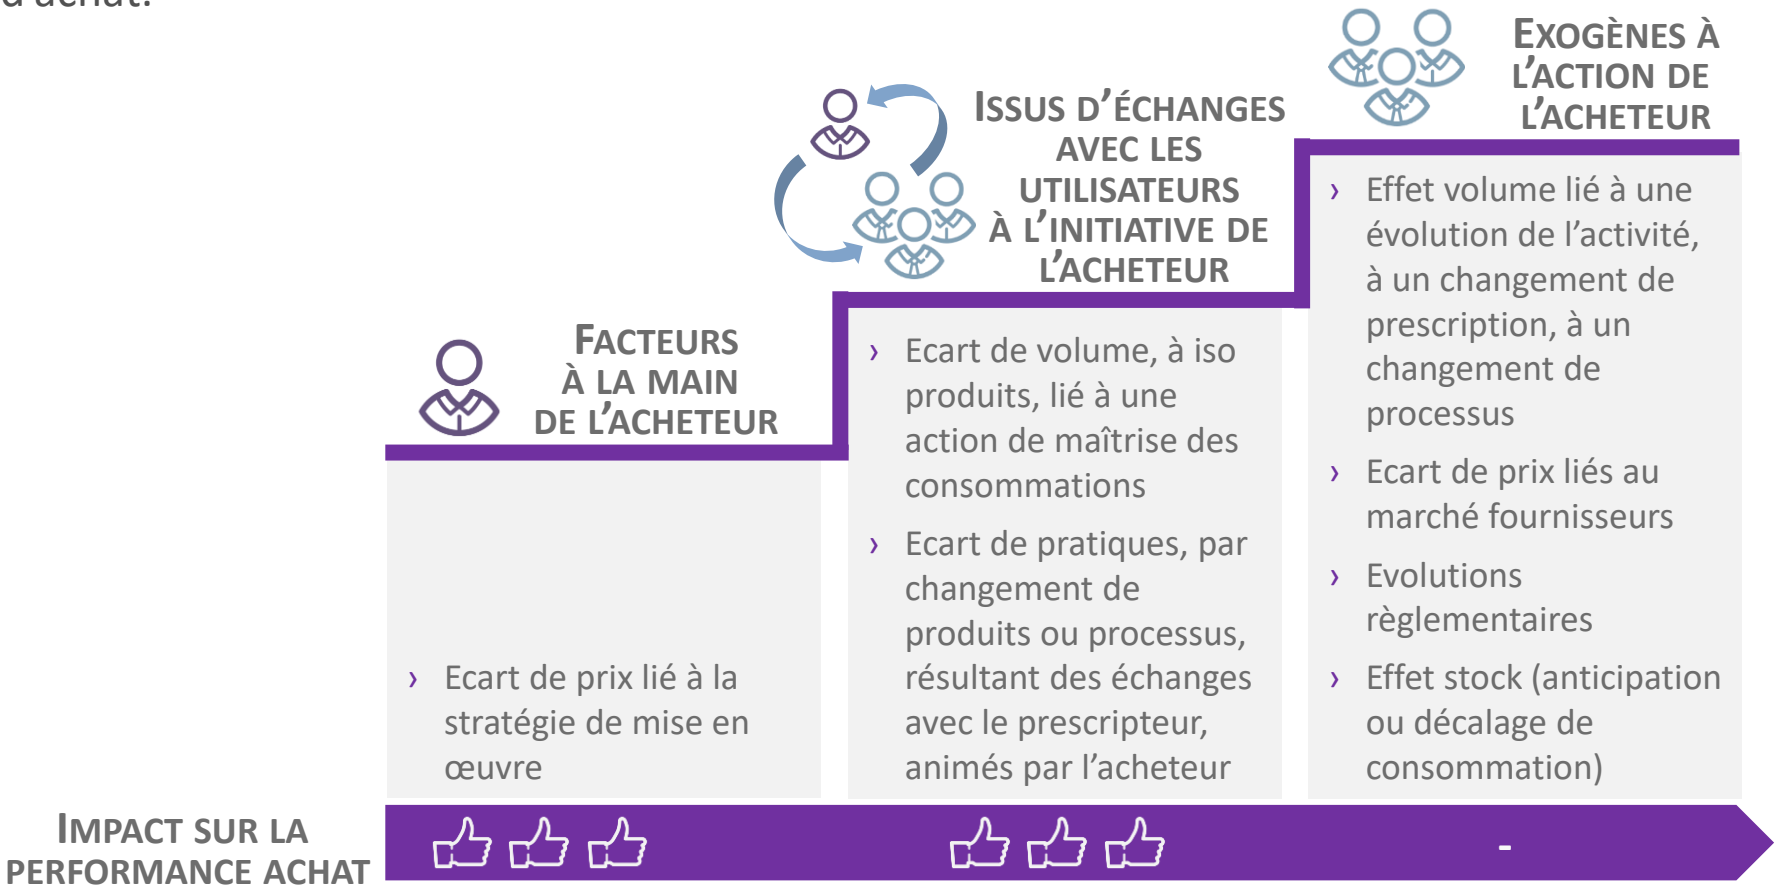 d'achat.
EXOGÈNES À
L'ACTION DE
L'ACHETEUR
ISSUS D'ÉCHANGES
AVEC LES
UTILISATEURS
À L'INITIATIVE DE
L'ACHETEUR
FACTEURS
À LA MAIN
DE L'ACHETEUR
› Ecart de prix lié à la
stratégie de mise en
œuvre
› Ecart de volume, à iso
produits, lié à une
action de maîtrise des
consommations
› Ecart de pratiques, par
changement de
produits ou processus,
résultant des échanges
avec le prescripteur,
animés par l'acheteur
› Effet volume lié à une
évolution de l'activité,
à un changement de
prescription, à un
changement de
processus
› Ecart de prix liés au
marché fournisseurs
› Evolutions
règlementaires
› Effet stock (anticipation
ou décalage de
consommation)
IMPACT SUR LA
PERFORMANCE ACHAT
-